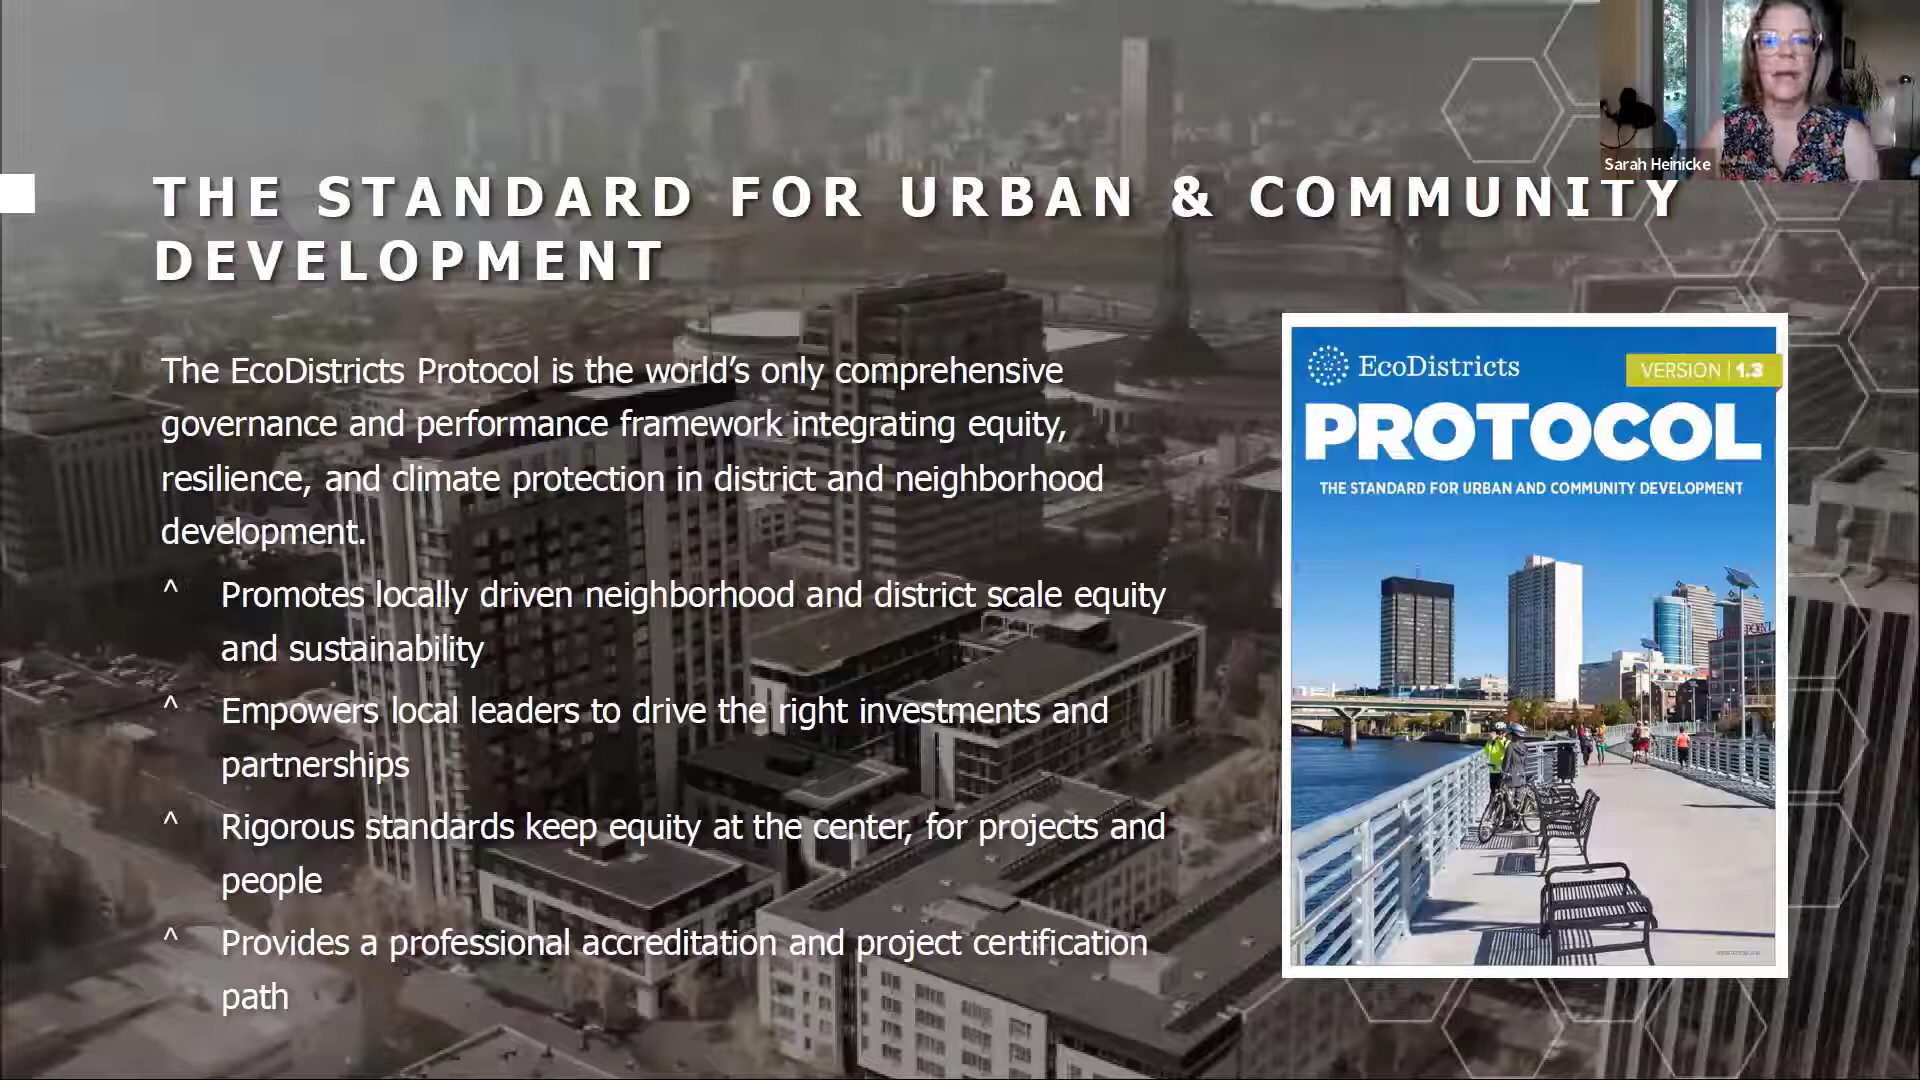 Sarah Heinicke
THE STANDARD FOR URBAN & COMMUNITY
DEVELOPMENT
The EcoDistricts Protocol is the world’s only comprehensive
governance and performance framework integrating equity,
resilience, and climate protection in district and neighborhood
development.
^ Promotes locally driven neighborhood and district scale equity
and sustainability
^ Empowers local leaders to drive the right investments and
partnerships
^ Rigorous standards keep equity at the center, for projects and
people
^ Provides a professional accreditation and project certification
path
EcoDistricts
VERSION | 1.3
PROTOCOL
THE STANDARD FOR URBAN AND COMMUNITY DEVELOPMENT